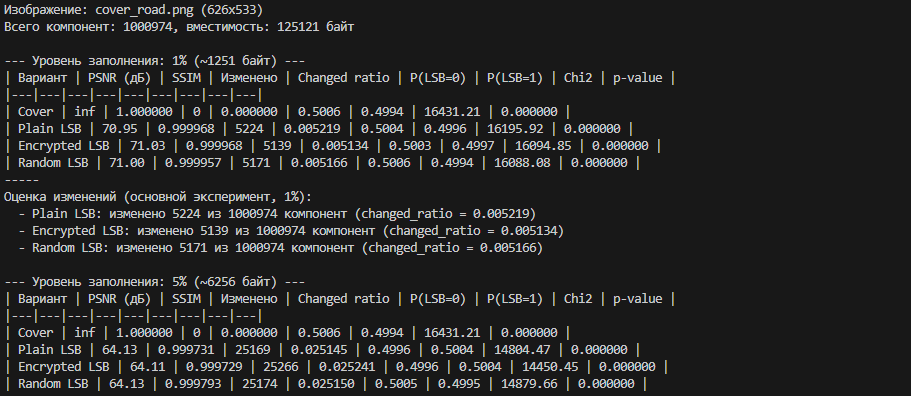 Изображение: cover_road.png (626x533)
Всего компонент: 1000974, вместимость: 125121 байт
--- Уровень заполнения: 1% (~1251 байт) ---
| Вариант | PSNR (дБ) | SSIM | Изменено | Changed ratio | P(LSB=0) | P(LSB=1) | Chi2 | p-value |
|---|---|---|---|---|---|---|---|---|
| Cover | inf | 1.000000 | 0 | 0.000000 | 0.5006 | 0.4994 | 16431.21 | 0.000000 |
| Plain LSB | 70.95 | 0.999968 | 5224 | 0.005219 | 0.5004 | 0.4996 | 16195.92 | 0.000000 |
| Encrypted LSB | 71.03 | 0.999968 | 5139 | 0.005134 | 0.5003 | 0.4997 | 16094.85 | 0.000000 |
| Random LSB | 71.00 | 0.999957 | 5171 | 0.005166 | 0.5006 | 0.4994 | 16088.08 | 0.000000 |
-----
Оценка изменений (основной эксперимент, 1%):
- Plain LSB: изменено 5224 из 1000974 компонент (changed_ratio = 0.005219)
- Encrypted LSB: изменено 5139 из 1000974 компонент (changed_ratio = 0.005134)
- Random LSB: изменено 5171 из 1000974 компонент (changed_ratio = 0.005166)
--- Уровень заполнения: 5% (~6256 байт) ---
| Вариант | PSNR (дБ) | SSIM | Изменено | Changed ratio | P(LSB=0) | P(LSB=1) | Chi2 | p-value |
|---|---|---|---|---|---|---|---|---|
| Cover | inf | 1.000000 | 0 | 0.000000 | 0.5006 | 0.4994 | 16431.21 | 0.000000 |
| Plain LSB | 64.13 | 0.999731 | 25169 | 0.025145 | 0.4996 | 0.5004 | 14804.47 | 0.000000 |
| Encrypted LSB | 64.11 | 0.999729 | 25266 | 0.025241 | 0.4996 | 0.5004 | 14450.45 | 0.000000 |
| Random LSB | 64.13 | 0.999793 | 25174 | 0.025150 | 0.5005 | 0.4995 | 14879.66 | 0.000000 |